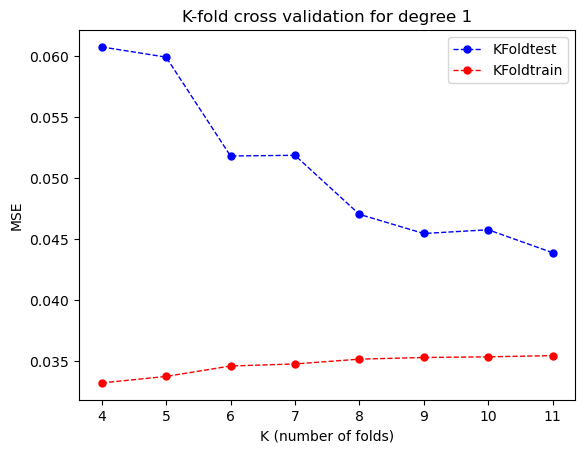 K-fold cross validation for degree 1
KFoldtest
KFoldtrain
0.060
0.055
0.050
0.045
0.040
0.035
MSE
4 5 6 7 8 9 10 11
K (number of folds)